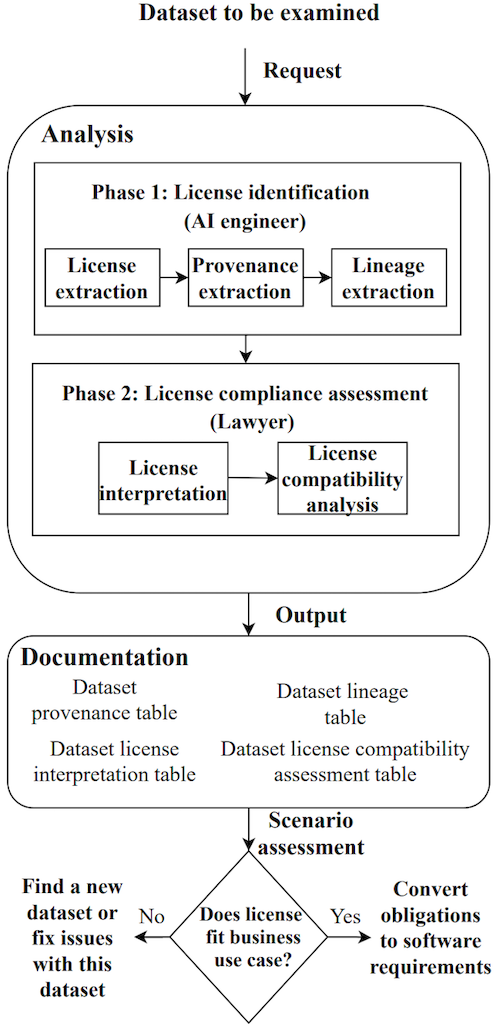 Dataset to be examined
Request
Analysis
Phase 1: License identification
(AI engineer)
License
extraction
Provenance
extraction
Lineage
extraction
Phase 2: License compliance assessment
(Lawyer)
License
interpretation
License
compatibility
analysis
Output
Documentation
Dataset
provenance table
Dataset lineage
table
Dataset license
interpretation table
Dataset license compatibility
assessment table
Scenario
assessment
Does license
fit business
use case?
No
Find a new
dataset or
fix issues
with this
dataset
Yes
Convert
obligations
to software
requirements